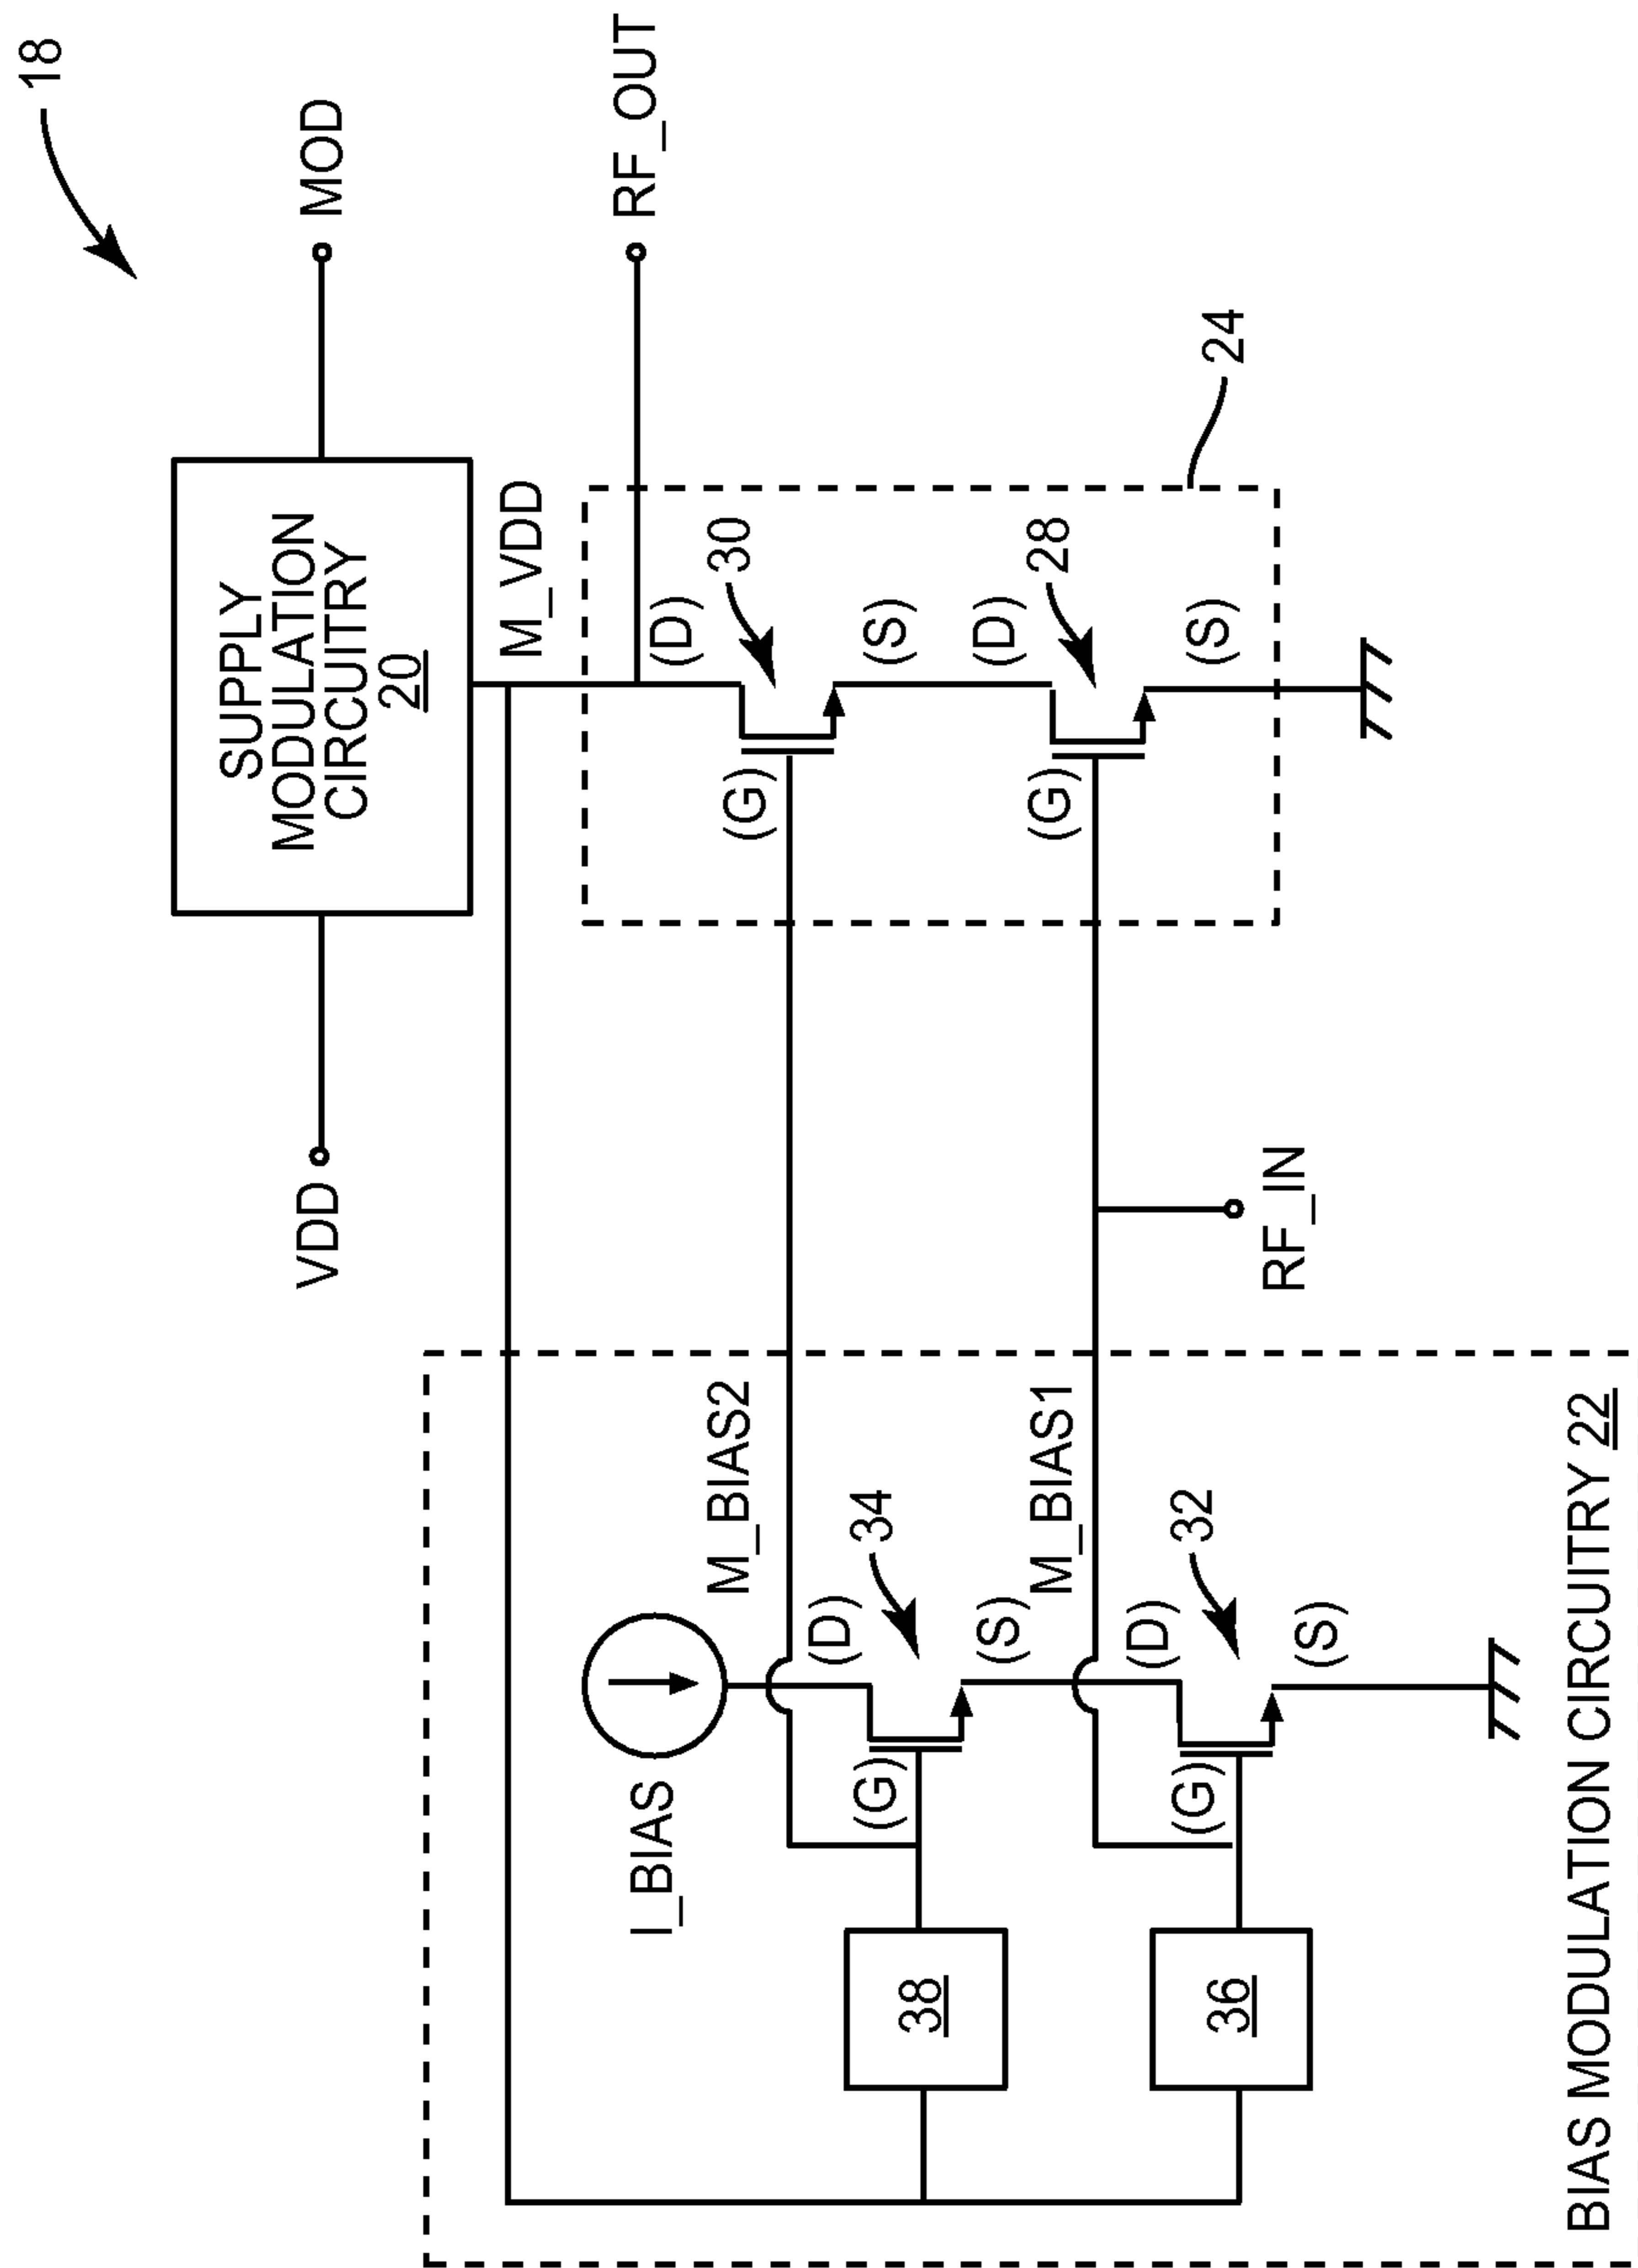 18
SUPPLY
MODULATION
CIRCUITRY
20
VDD
MOD
M_VDD
RF_OUT
(D)
30
(G)
(S)
(D)
28
(G)
(S)
24
RF_IN
I_BIAS
M_BIAS2
(D)
34
(G)
(S)
M_BIAS1
(D)
32
(G)
(S)
38
36
BIAS MODULATION CIRCUITRY 22